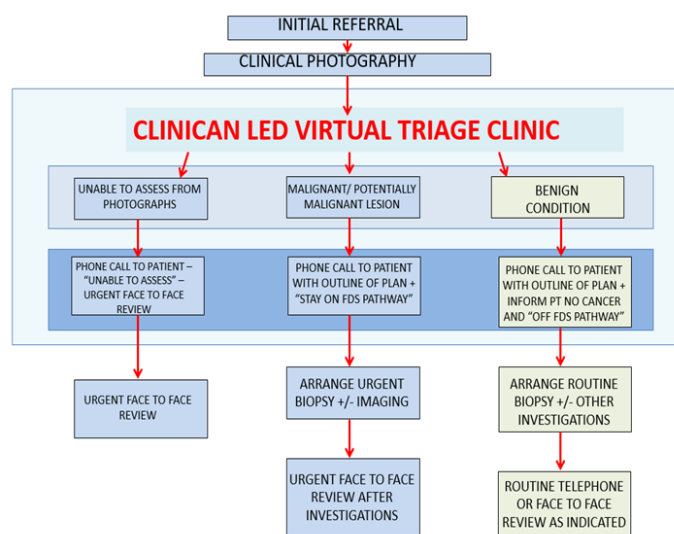 INITIAL REFERRAL
CLINICAL PHOTOGRAPHY
CLINICAN LED VIRTUAL TRIAGE CLINIC
UNABLE TO ASSESS FROM
PHOTOGRAPHS
MALIGNANT/ POTENTIALLY
MALIGNANT LESION
BENIGN
CONDITION
PHONE CALL TO PATIENT –
“UNABLE TO ASSESS” –
URGENT FACE TO FACE
REVIEW
PHONE CALL TO PATIENT
WITH OUTLINE OF PLAN +
“STAY ON FDS PATHWAY”
PHONE CALL TO PATIENT
WITH OUTLINE OF PLAN +
INFORM PT NO CANCER
AND “OFF FDS PATHWAY”
URGENT FACE TO FACE
REVIEW
ARRANGE URGENT
BIOPSY +/- IMAGING
ARRANGE ROUTINE
BIOPSY +/- OTHER
INVESTIGATIONS
URGENT FACE TO FACE
REVIEW AFTER
INVESTIGATIONS
ROUTINE TELEPHONE
OR FACE TO FACE
REVIEW AS INDICATED